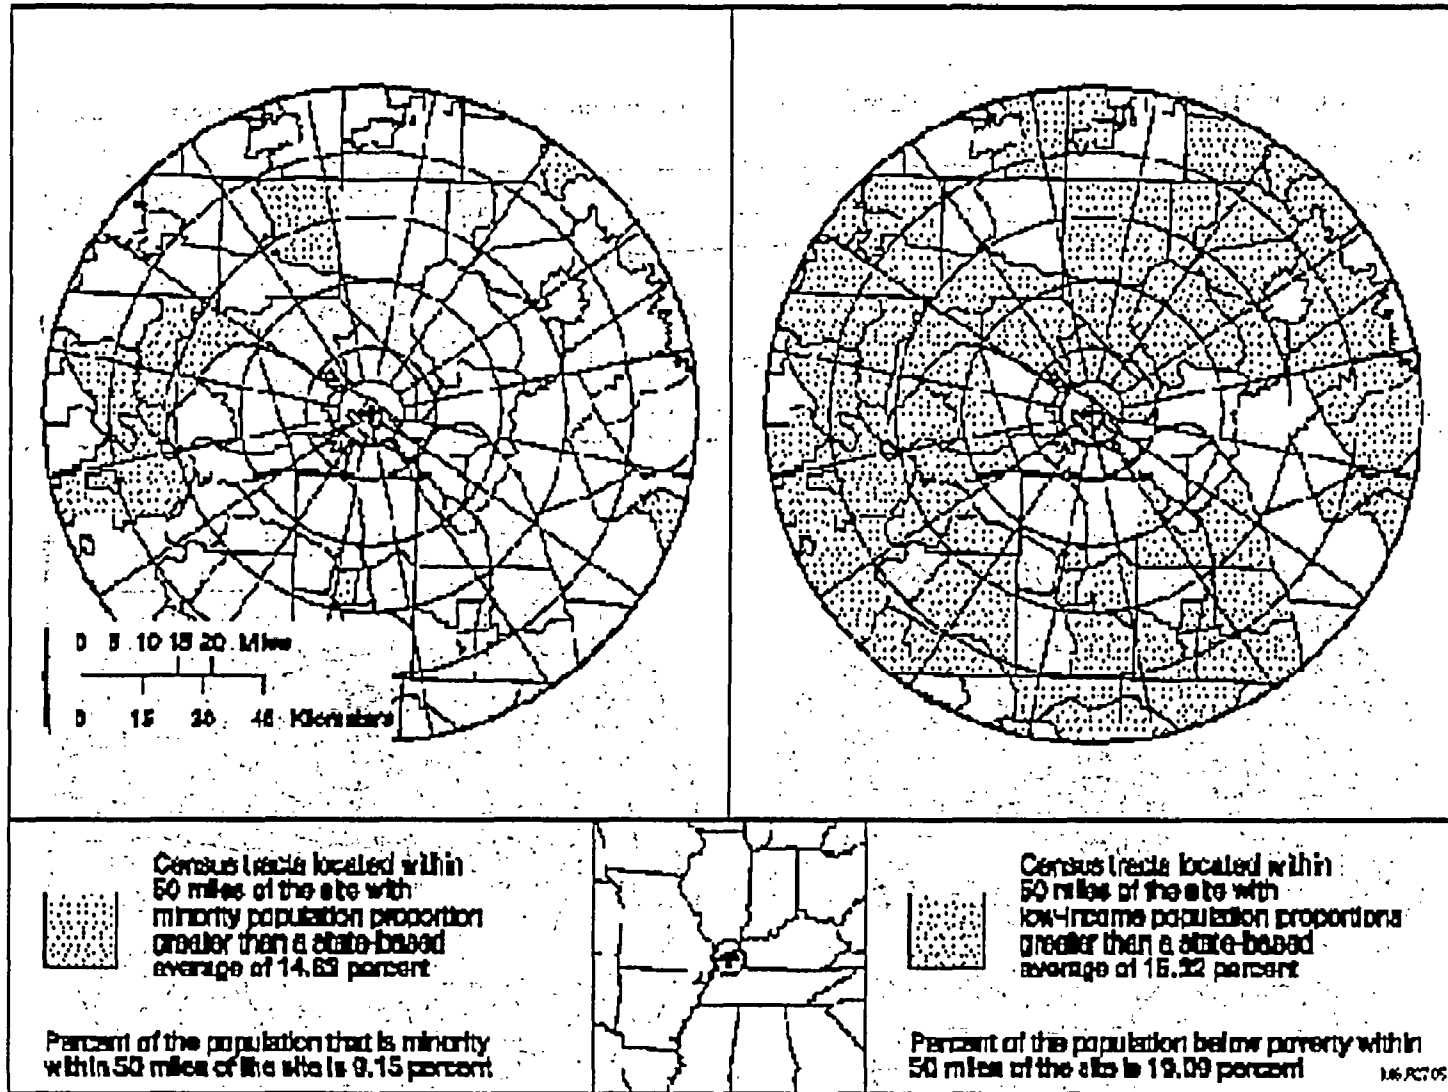 0 5 10 15 20 Miles
0 15 30 45 Kilometers
Census tracts located within
50 miles of the site with
minority population proportion
greater than a state-based
average of
percent
Percent of the population that is minority
within 50 miles of the site is 9.15 percent
Census tracts located within
50 miles of the site with
low-income population proportions
greater than a state-based
average of
percent
Percent of the population below poverty within
50 miles of the site is 19.09 percent